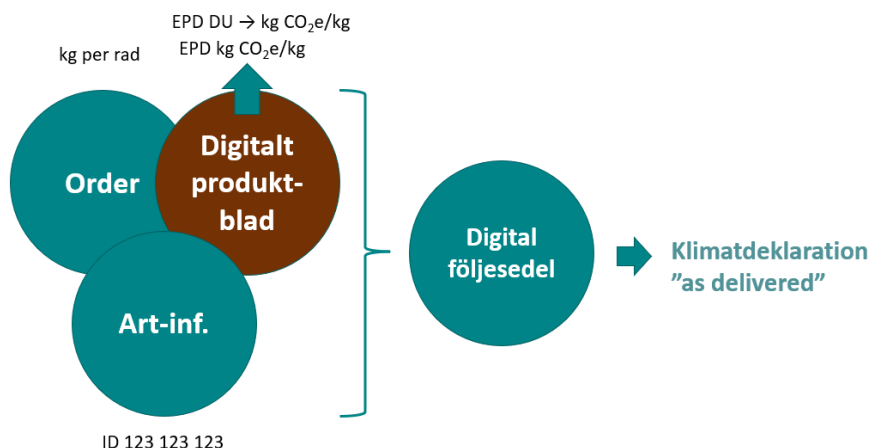 EPD DU → kg CO₂e/kg
EPD kg CO₂e/kg
kg per rad
Order
Digitalt
produkt-
blad
Art-inf.
ID 123 123 123
Digital
följesedel
Klimatdeklaration
”as delivered”